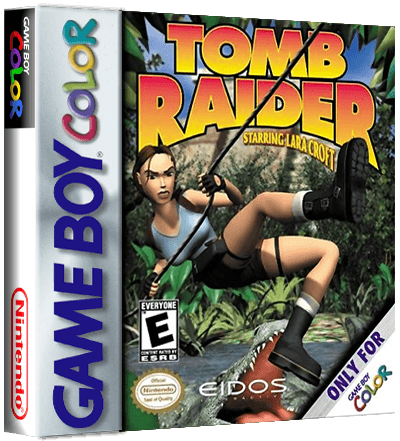 GAME BOY COLOR
Nintendo
GAME BOY COLOR
TOMB
RAIDER
STARRING LARA CROFT
EVERYONE
E
CONTENT RATED BY
ESRB
Official
Nintendo
Seal of Quality
EIDOS
ONLY FOR
GAME BOY
COLOR